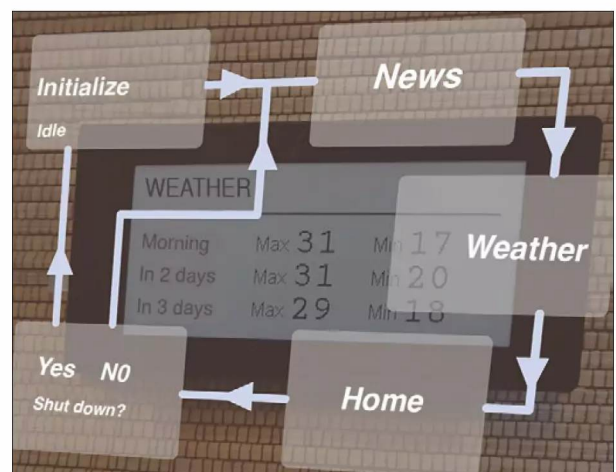 Initialize
Idle
News
WEATHER
Morning Max 31 Min 17
In 2 days Max 31 Min 20
In 3 days Max 29 Min 18
Weather
Yes N0
Shut down?
Home